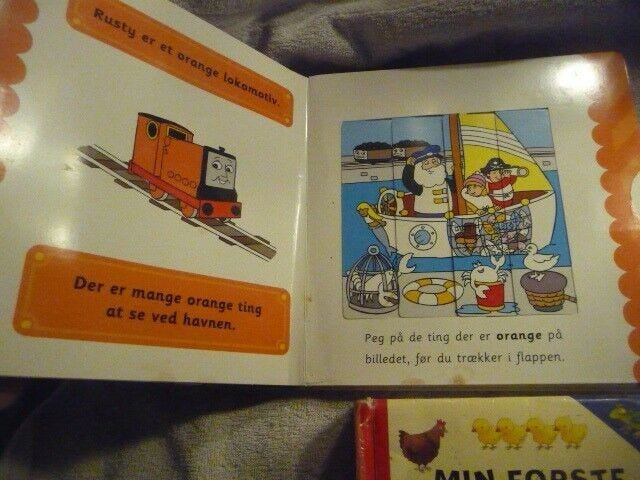 Rusty er et orange lokomotiv.
Der er mange orange ting
at se ved havnen.
Peg på de ting der er orange på
billedet, før du trækker i flappen.
MIN FØRSTE